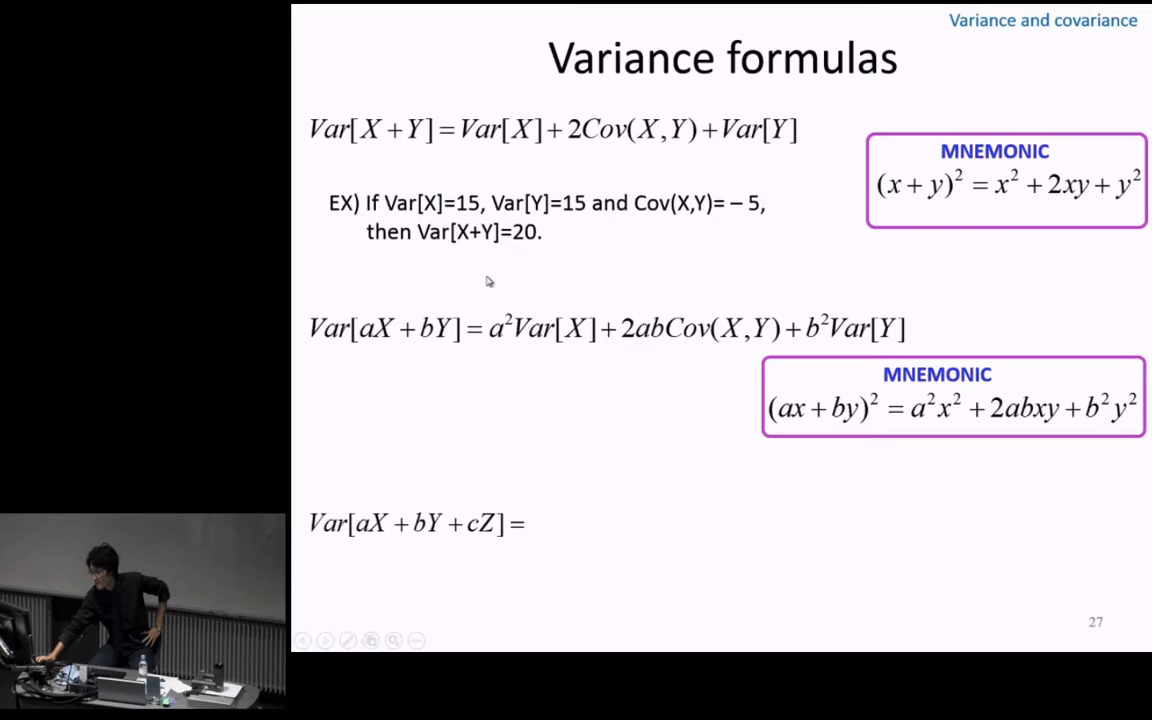 Variance and covariance
Variance formulas
Var[X+Y]=Var[X]+2Cov(X,Y)+Var[Y]
MNEMONIC
(x+y)²=x²+2xy+y²
EX) If Var[X]=15, Var[Y]=15 and Cov(X,Y)= – 5,
then Var[X+Y]=20.
Var[aX+bY]=a²Var[X]+2abCov(X,Y)+b²Var[Y]
MNEMONIC
(ax+by)²=a²x²+2abxy+b²y²
Var[aX+bY+cZ]=
27